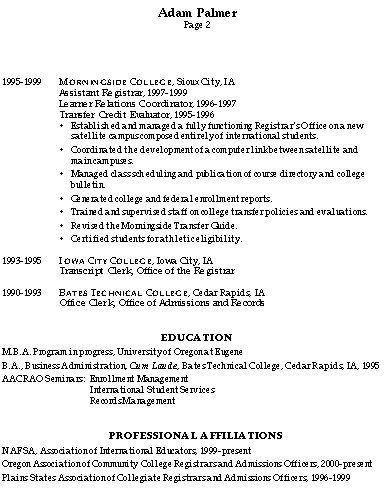 Adam Palmer
Page 2
1995-1999 MORNINGSIDE COLLEGE, Sioux City, IA
Assistant Registrar, 1997-1999
Learner Relations Coordinator, 1996-1997
Transfer Credit Evaluator, 1995-1996
• Established and managed a fully functioning Registrar's Office on a new
satellite campus composed entirely of international students.
• Coordinated the development of a computer link between satellite and
main campuses.
• Managed class scheduling and publication of course directory and college
bulletin.
• Generated college and federal enrollment reports.
• Trained and supervised staff on college transfer policies and evaluations.
• Revised the Morningside Transfer Guide.
• Certified students for athletic eligibility.
1993-1995 IOWA CITY COLLEGE, Iowa City, IA
Transcript Clerk, Office of the Registrar
1990-1993 BATES TECHNICAL COLLEGE, Cedar Rapids, IA
Office Clerk, Office of Admissions and Records
EDUCATION
M.B.A. Program in progress, University of Oregon at Eugene
B.A., Business Administration, Cum Laude, Bates Technical College, Cedar Rapids, IA, 1995
AACRAO Seminars: Enrollment Management
International Student Services
Records Management
PROFESSIONAL AFFILIATIONS
NAFSA, Association of International Educators, 1999-present
Oregon Association of Community College Registrars and Admissions Officers, 2000-present
Plains States Association of Collegiate Registrars and Admissions Officers, 1996-1999